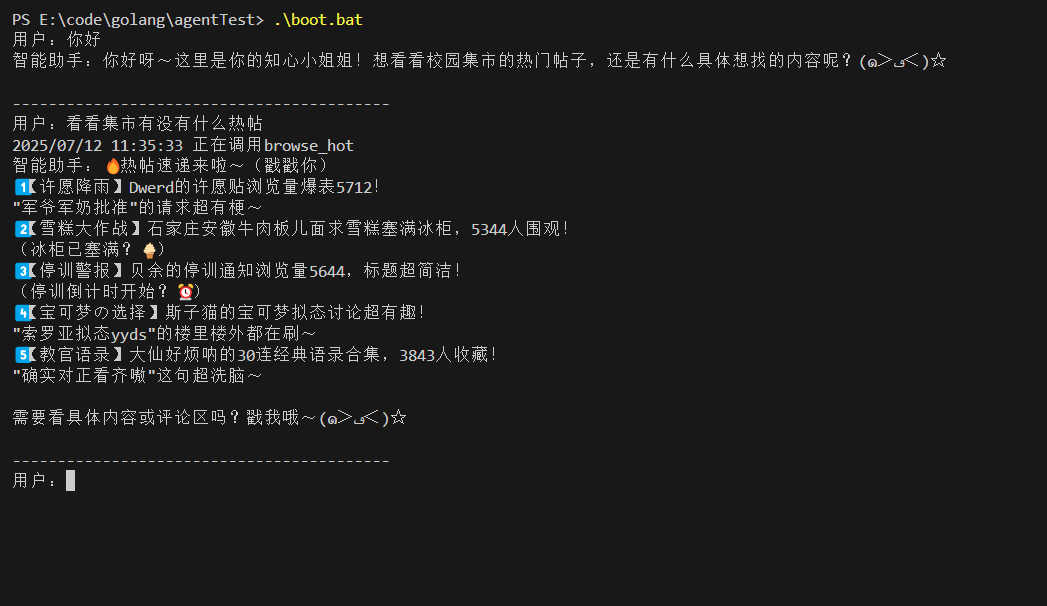 PS E:\code\golang\agentTest> .\boot.bat
用户：你好
智能助手：你好呀～这里是你的知心小姐姐！想看看校园集市的热门帖子，还是有什么具体想找的内容呢？(๑＞ڡ＜)☆
-----------------------------------------
用户：看看集市有没有什么热帖
2025/07/12 11:35:33 正在调用browse_hot
智能助手：🔥热帖速递来啦～（戳戳你）
1️⃣【许愿降雨】Dwerd的许愿贴浏览量爆表5712！
"军爷军奶批准"的请求超有梗～
2️⃣【雪糕大作战】石家庄安徽牛肉板儿面求雪糕塞满冰柜，5344人围观！
（冰柜已塞满？🍦）
3️⃣【停训警报】贝余的停训通知浏览量5644，标题超简洁！
（停训倒计时开始？⏰）
4️⃣【宝可梦の选择】斯子猫的宝可梦拟态讨论超有趣！
"索罗亚拟态yyds"的楼里楼外都在刷～
5️⃣【教官语录】大仙好烦呐的30连经典语录合集，3843人收藏！
"确实对正看齐嗷"这句超洗脑～
需要看具体内容或评论区吗？戳我哦～(๑＞ڡ＜)☆
-----------------------------------------
用户：